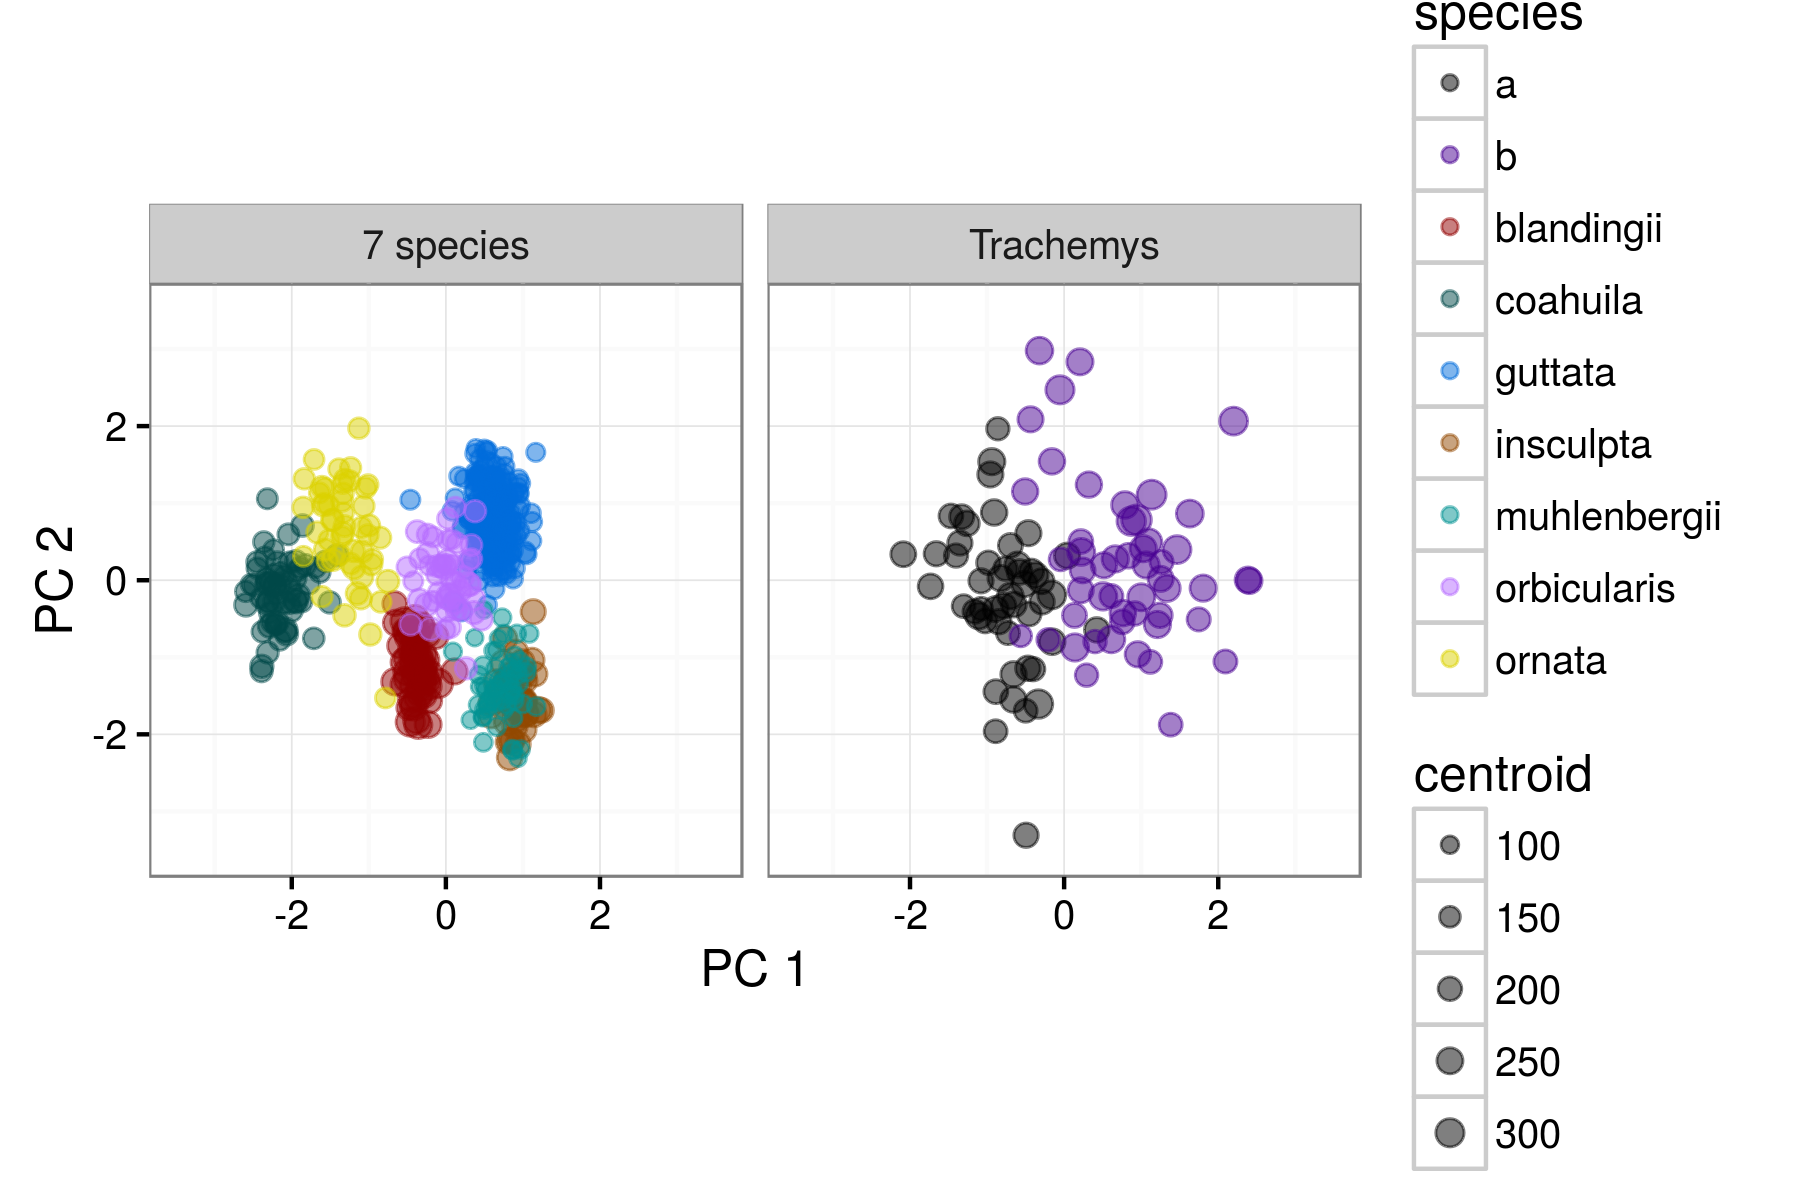 7 species
Trachemys
PC 2
2
0
-2
-2
0
2
-2
0
2
PC 1
species
a
b
blandingii
coahuila
guttata
insculpta
muhlenbergii
orbicularis
ornata
centroid
100
150
200
250
300